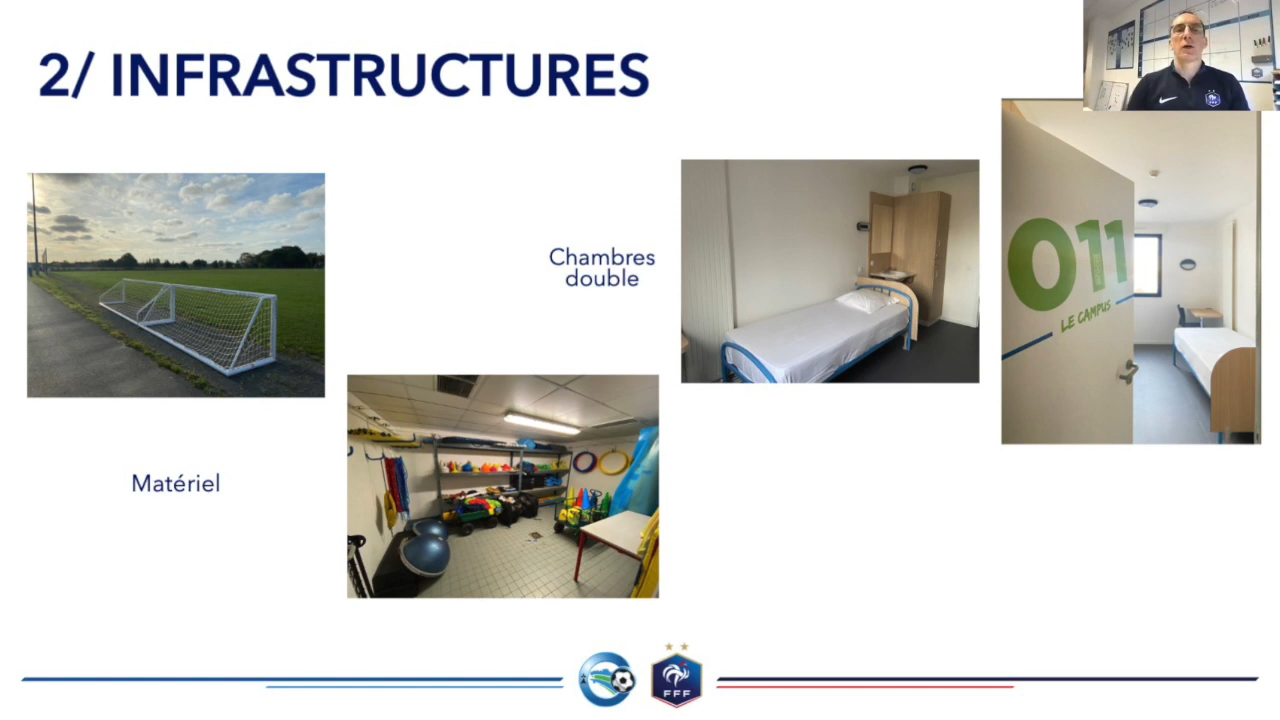 2/ INFRASTRUCTURES
Chambres
double
011
LE CAMPUS
Matériel
FFF